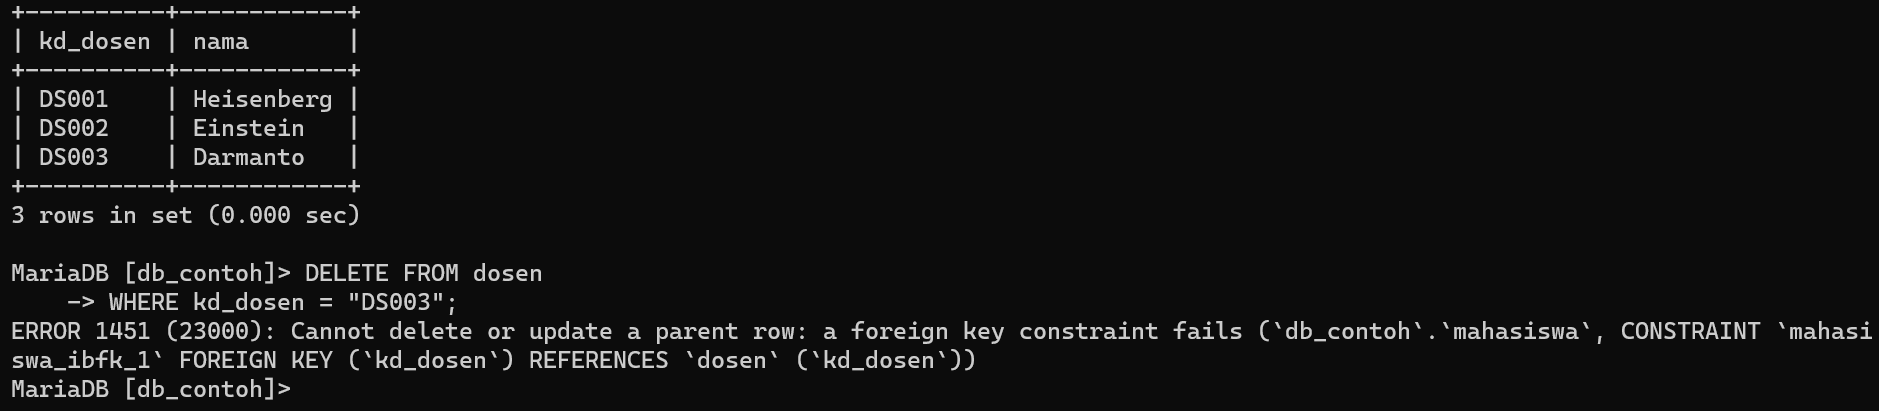 +----------+------------+
| kd_dosen | nama       |
+----------+------------+
| DS001    | Heisenberg |
| DS002    | Einstein   |
| DS003    | Darmanto   |
+----------+------------+
3 rows in set (0.000 sec)

MariaDB [db_contoh]> DELETE FROM dosen
    -> WHERE kd_dosen = "DS003";
ERROR 1451 (23000): Cannot delete or update a parent row: a foreign key constraint fails (`db_contoh`.`mahasiswa`, CONSTRAINT `mahasi
swa_ibfk_1` FOREIGN KEY (`kd_dosen`) REFERENCES `dosen` (`kd_dosen`))
MariaDB [db_contoh]>